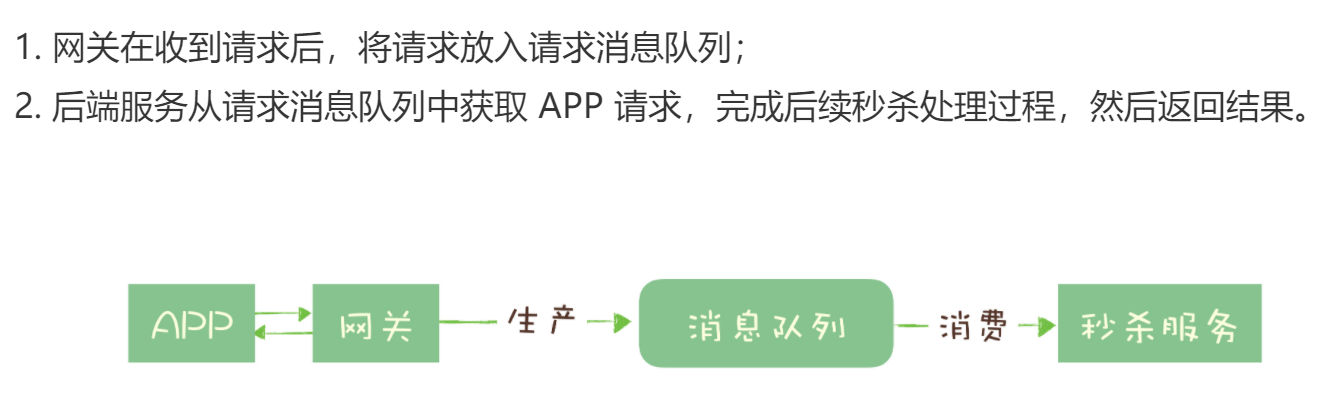 1. 网关在收到请求后，将请求放入请求消息队列；
2. 后端服务从请求消息队列中获取 APP 请求，完成后续秒杀处理过程，然后返回结果。
APP 网关 生产 消息队列 消费 秒杀服务